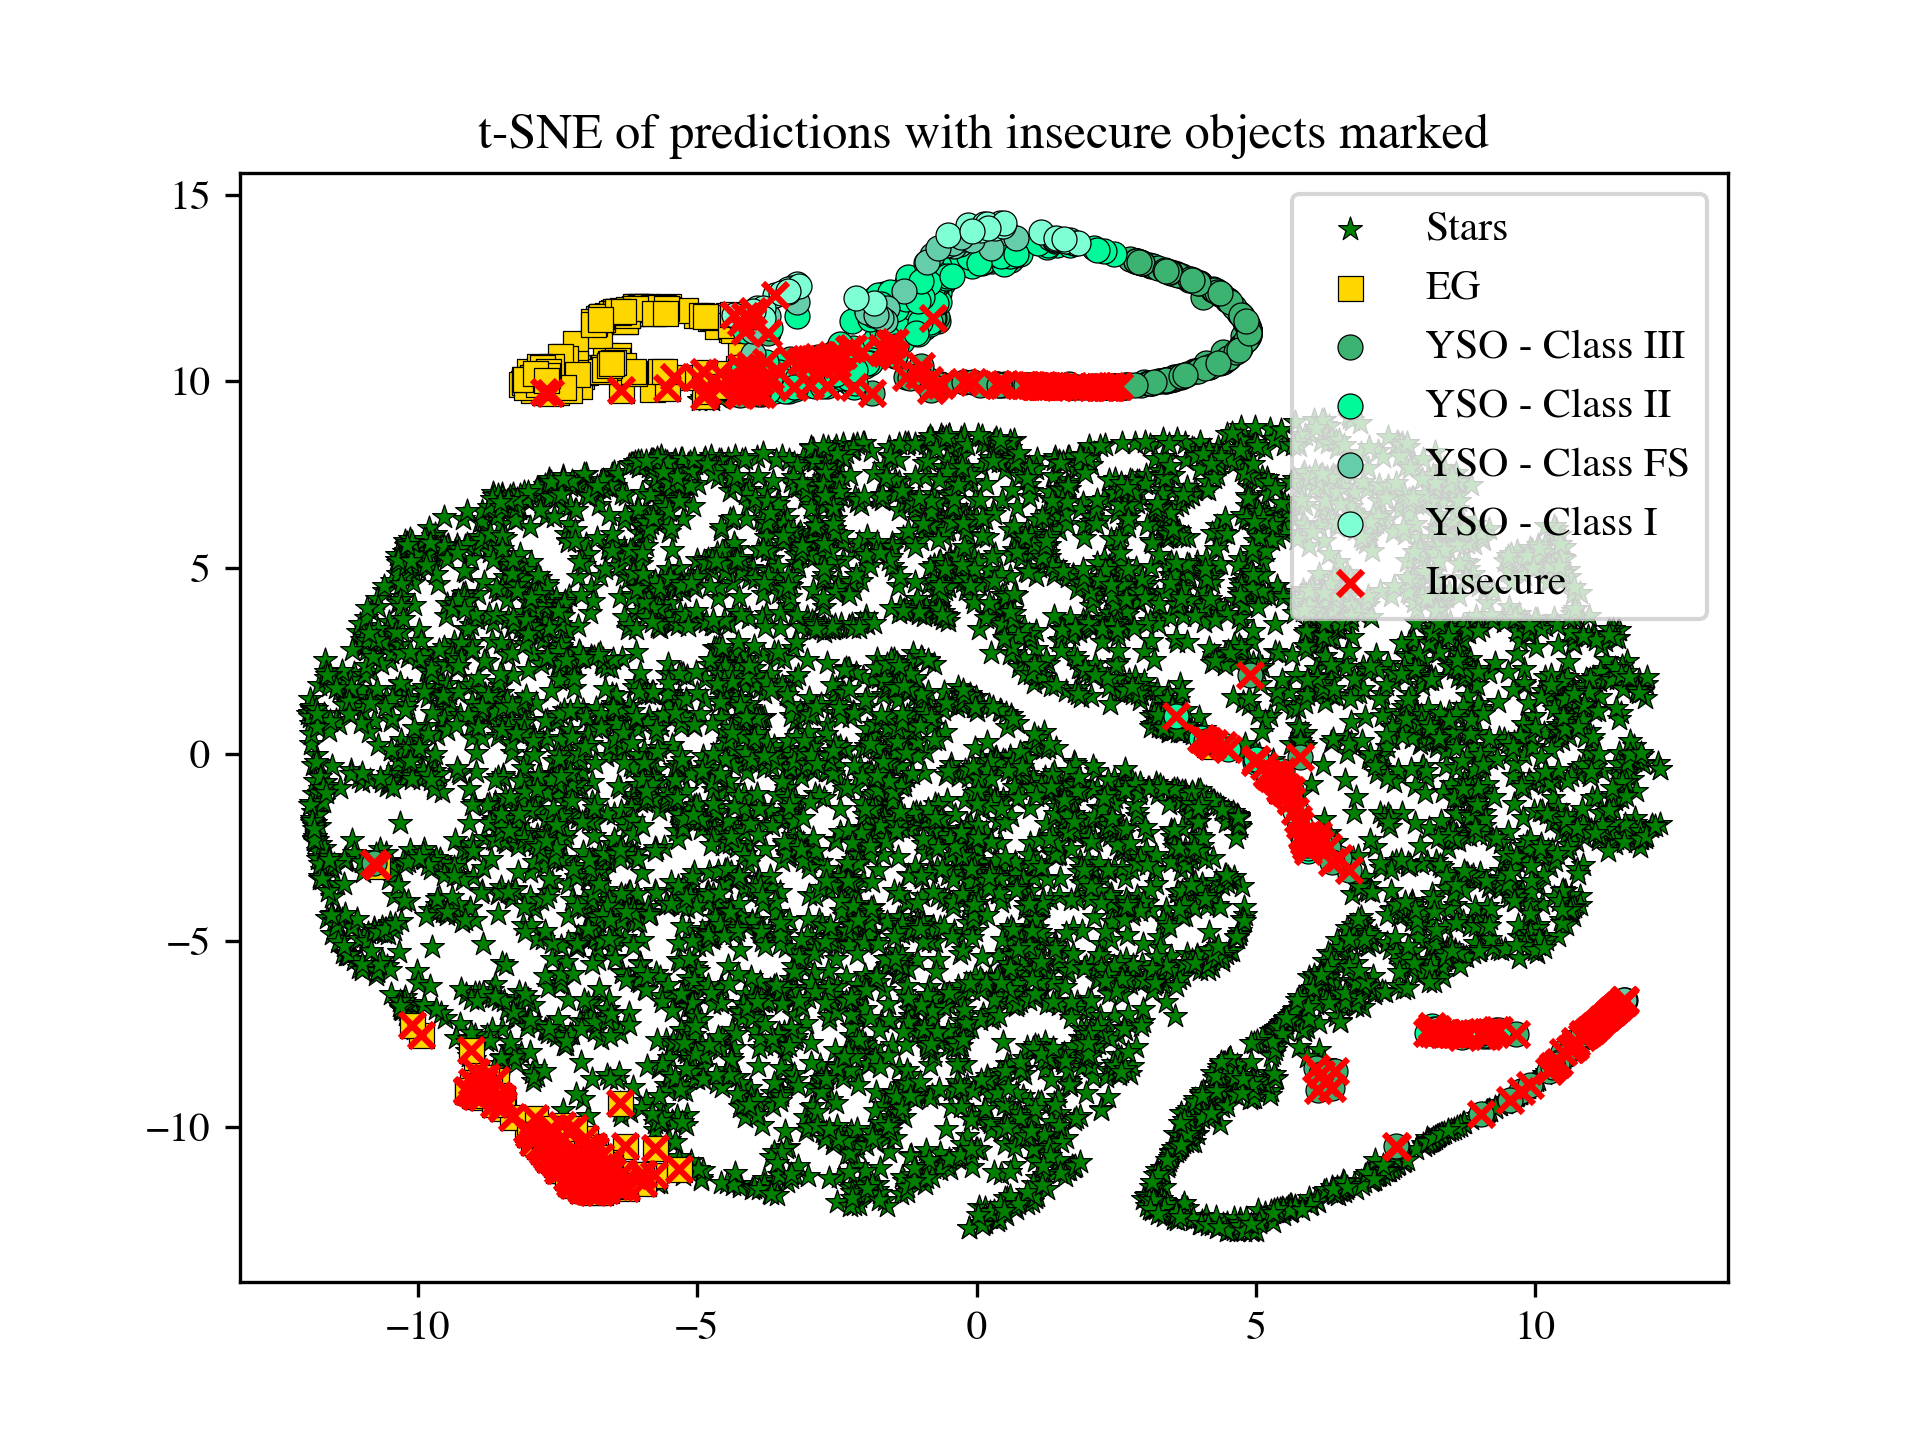 t-SNE of predictions with insecure objects marked
15
10
5
0
−5
−10
−10
−5
0
5
10
Stars
EG
YSO - Class III
YSO - Class II
YSO - Class FS
YSO - Class I
Insecure